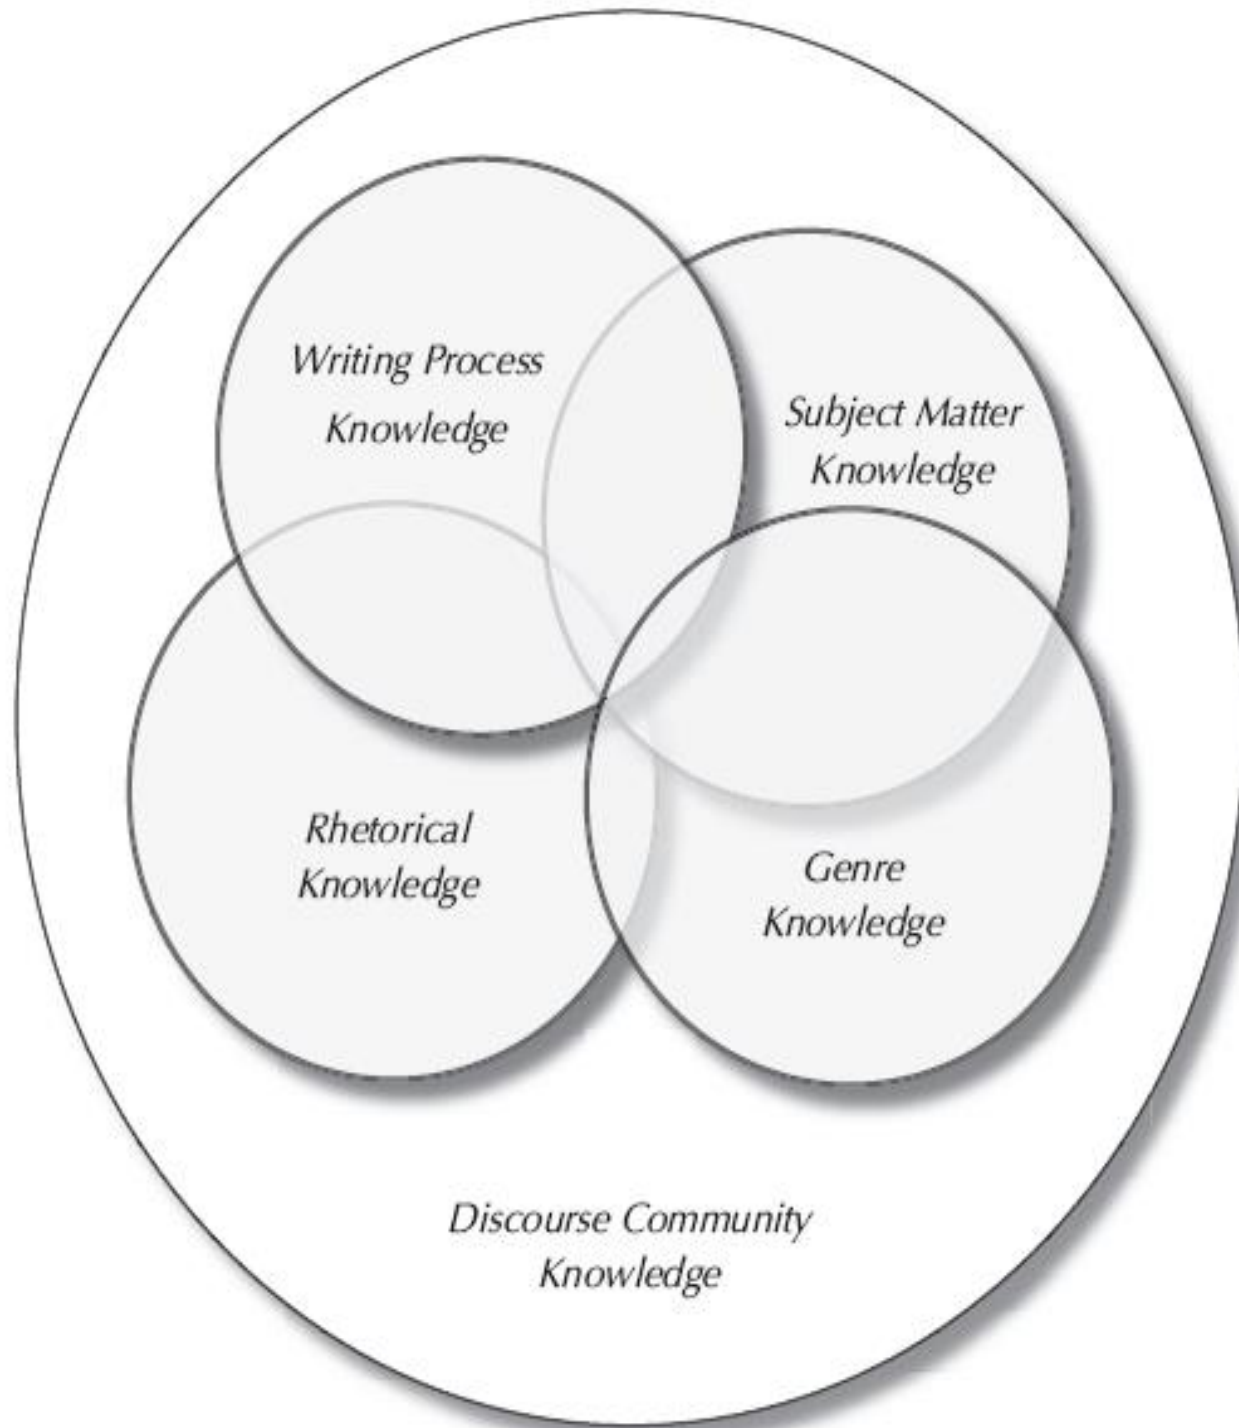 Writing Process
Knowledge
Subject Matter
Knowledge
Rhetorical
Knowledge
Genre
Knowledge
Discourse Community
Knowledge